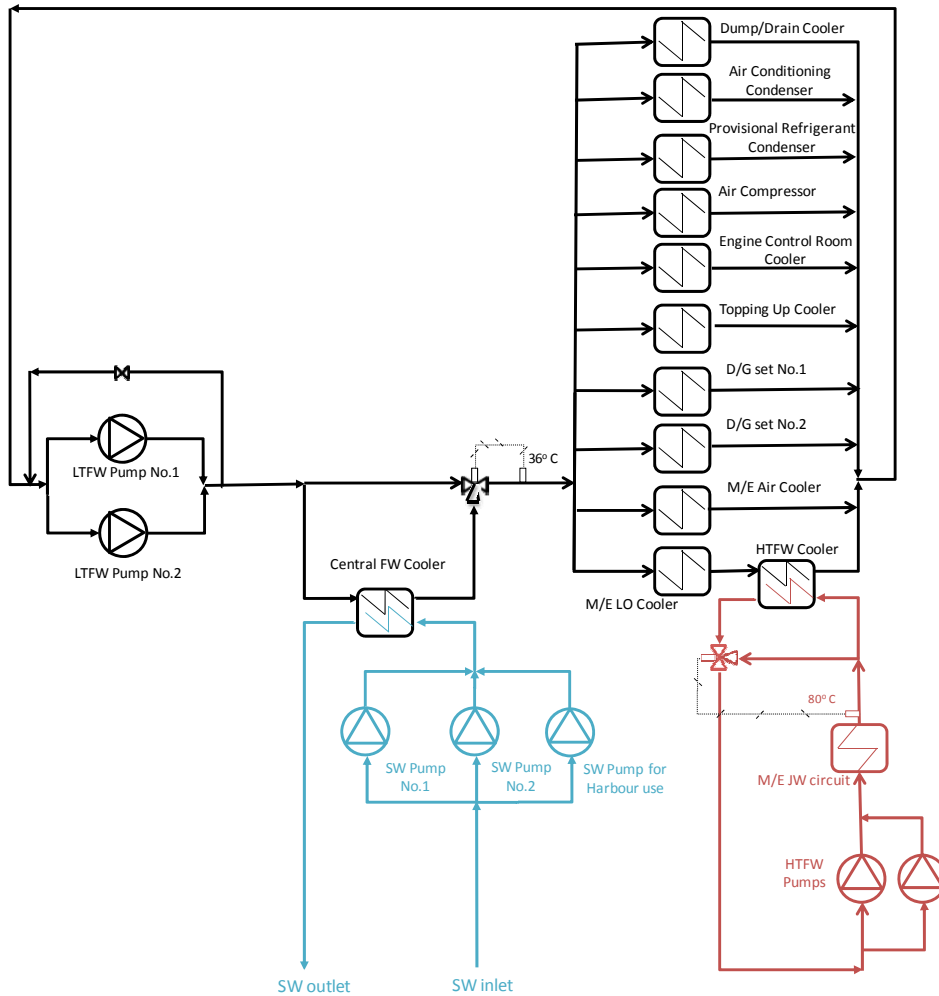 Dump/Drain Cooler
Air Conditioning
Condenser
Provisional Refrigerant
Condenser
Air Compressor
Engine Control Room
Cooler
Topping Up Cooler
D/G set No.1
D/G set No.2
M/E Air Cooler
HTFW Cooler
M/E LO Cooler
36° C
LTFW Pump No.1
LTFW Pump No.2
Central FW Cooler
SW Pump
No.1
SW Pump
No.2
SW Pump for
Harbour use
80° C
M/E JW circuit
HTFW
Pumps
SW outlet
SW inlet